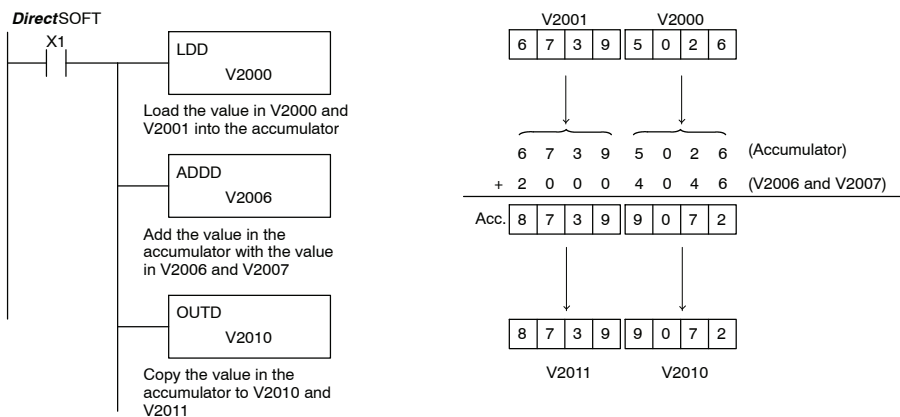 DirectSOFT
X1
LDD
V2000
Load the value in V2000 and
V2001 into the accumulator
ADDD
V2006
Add the value in the
accumulator with the value
in V2006 and V2007
OUTD
V2010
Copy the value in the
accumulator to V2010 and
V2011
V2001 V2000
6 7 3 9 5 0 2 6
6 7 3 9 5 0 2 6 (Accumulator)
+ 2 0 0 0 4 0 4 6 (V2006 and V2007)
Acc. 8 7 3 9 9 0 7 2
8 7 3 9 9 0 7 2
V2011 V2010